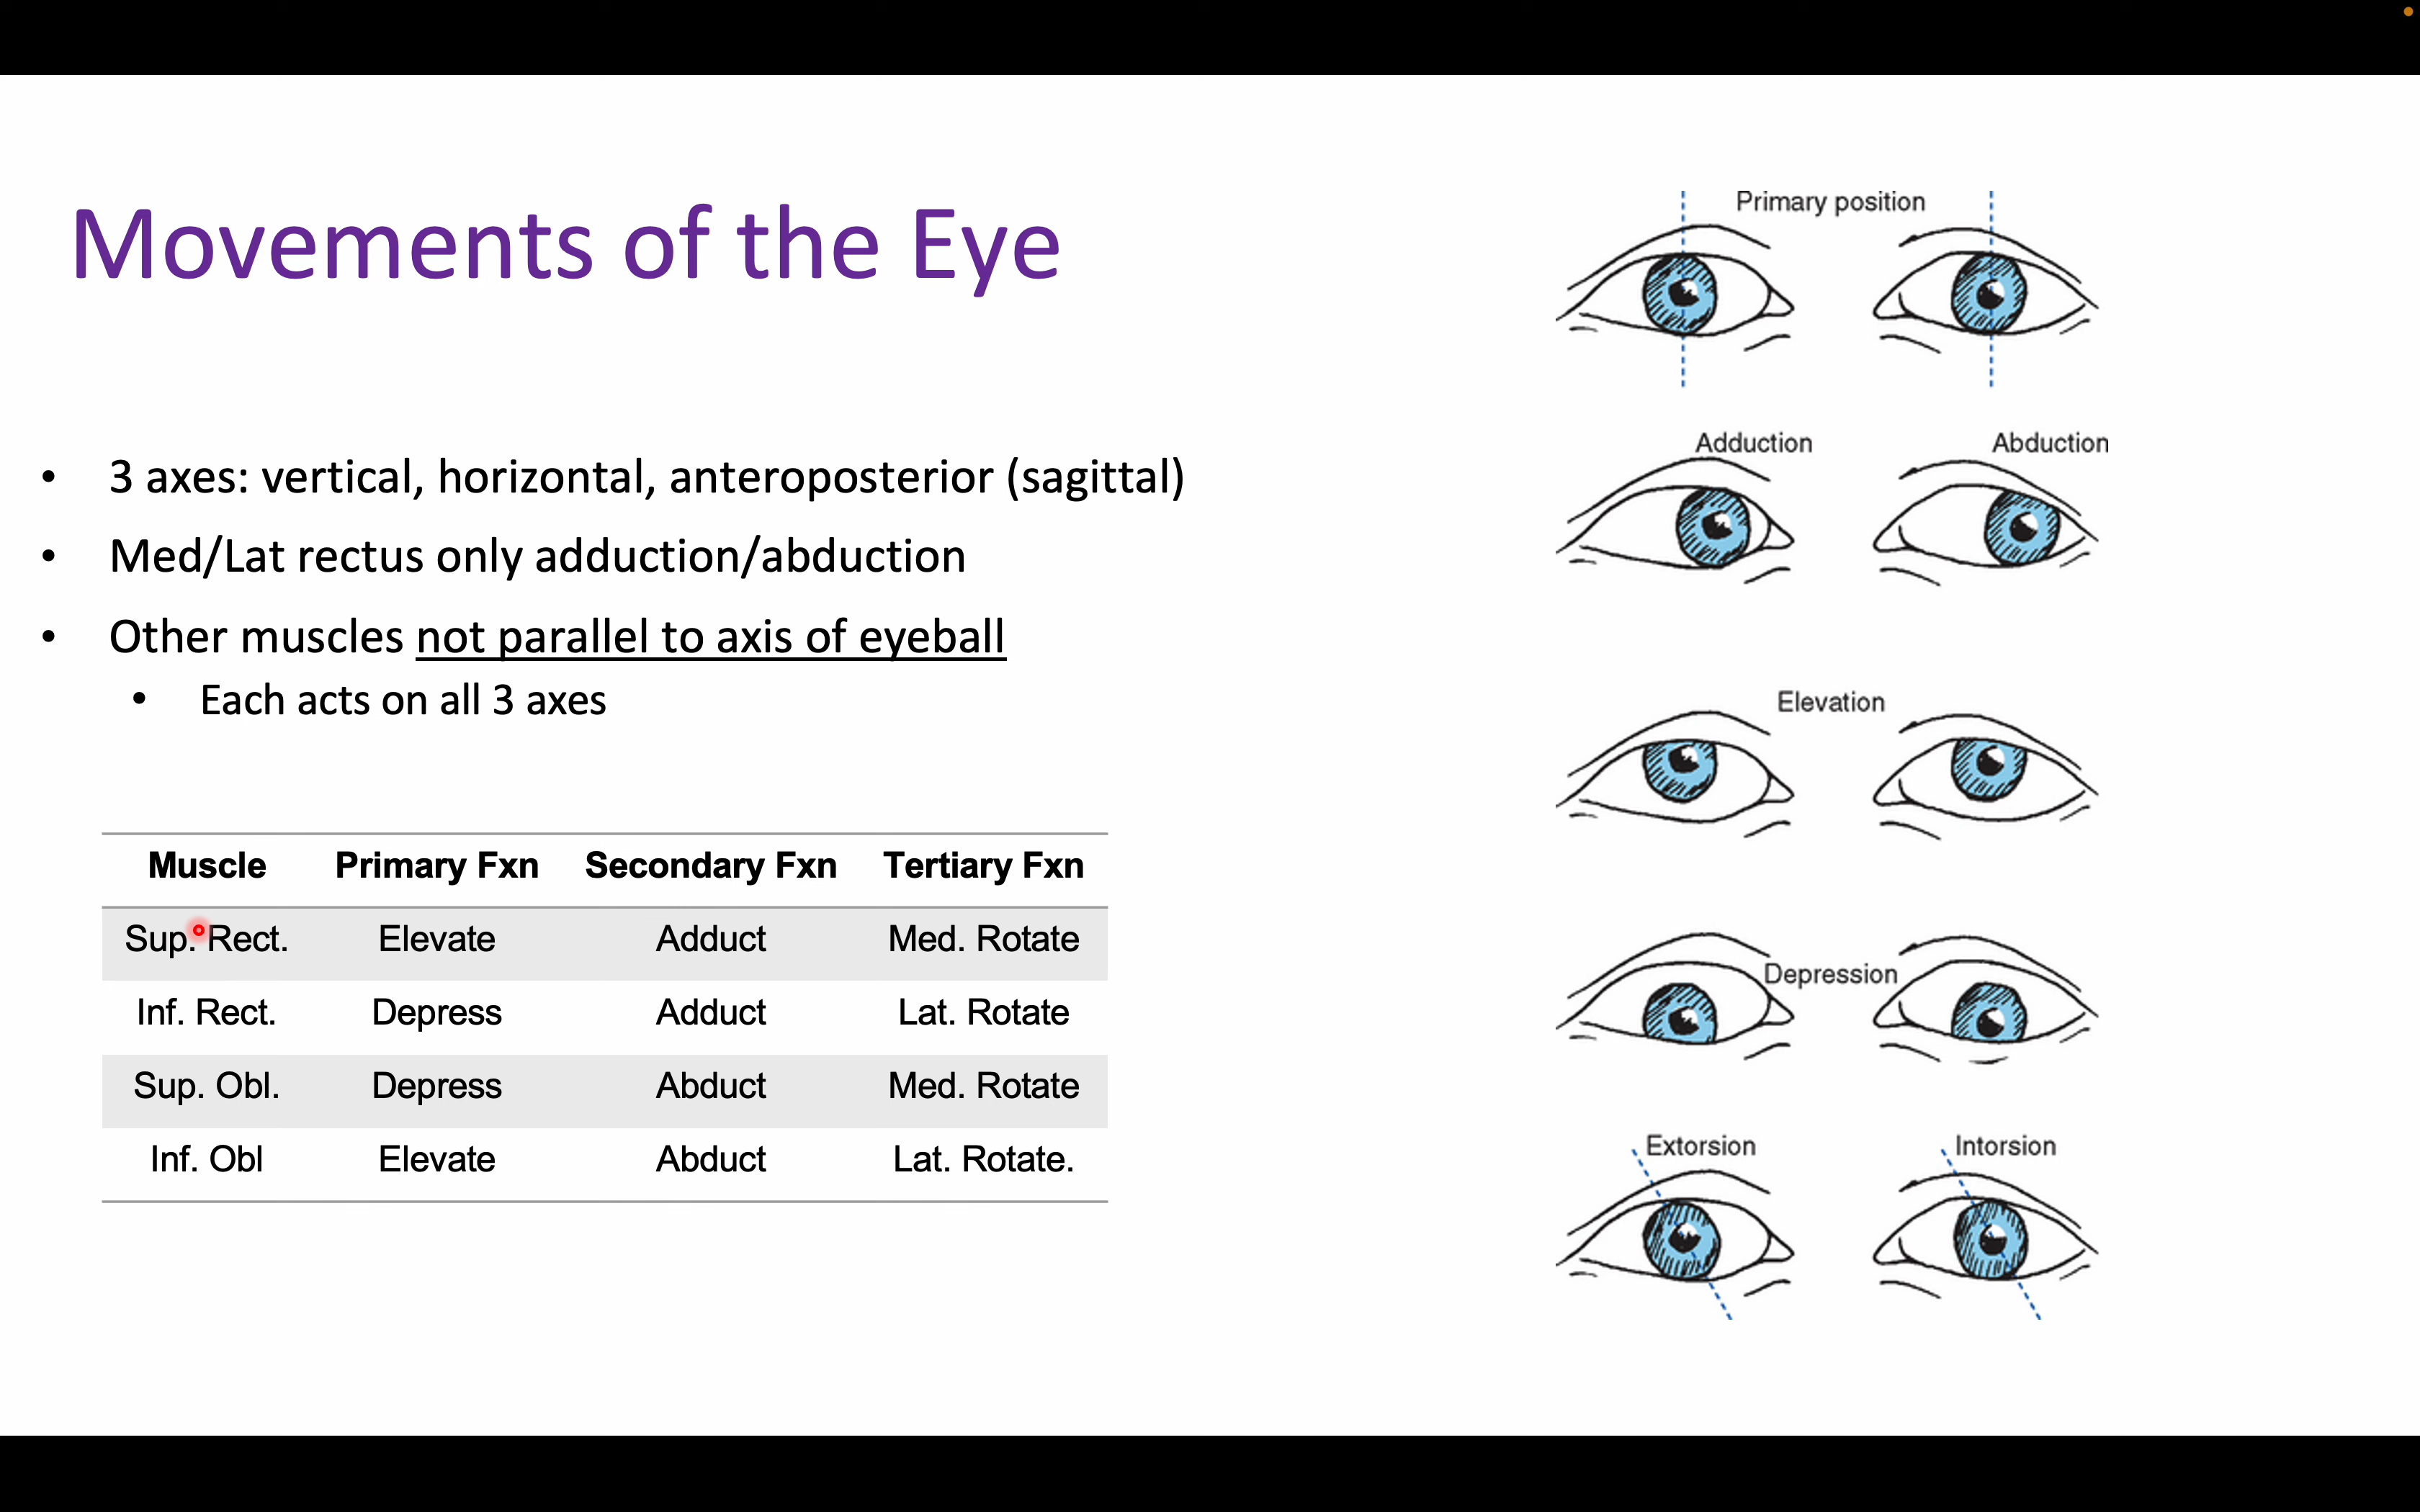 Movements of the Eye
• 3 axes: vertical, horizontal, anteroposterior (sagittal)
• Med/Lat rectus only adduction/abduction
• Other muscles not parallel to axis of eyeball
• Each acts on all 3 axes
Muscle Primary Fxn Secondary Fxn Tertiary Fxn
Sup. Rect. Elevate Adduct Med. Rotate
Inf. Rect. Depress Adduct Lat. Rotate
Sup. Obl. Depress Abduct Med. Rotate
Inf. Obl Elevate Abduct Lat. Rotate.
Primary position
Adduction Abduction
Elevation
Depression
Extorsion Intorsion